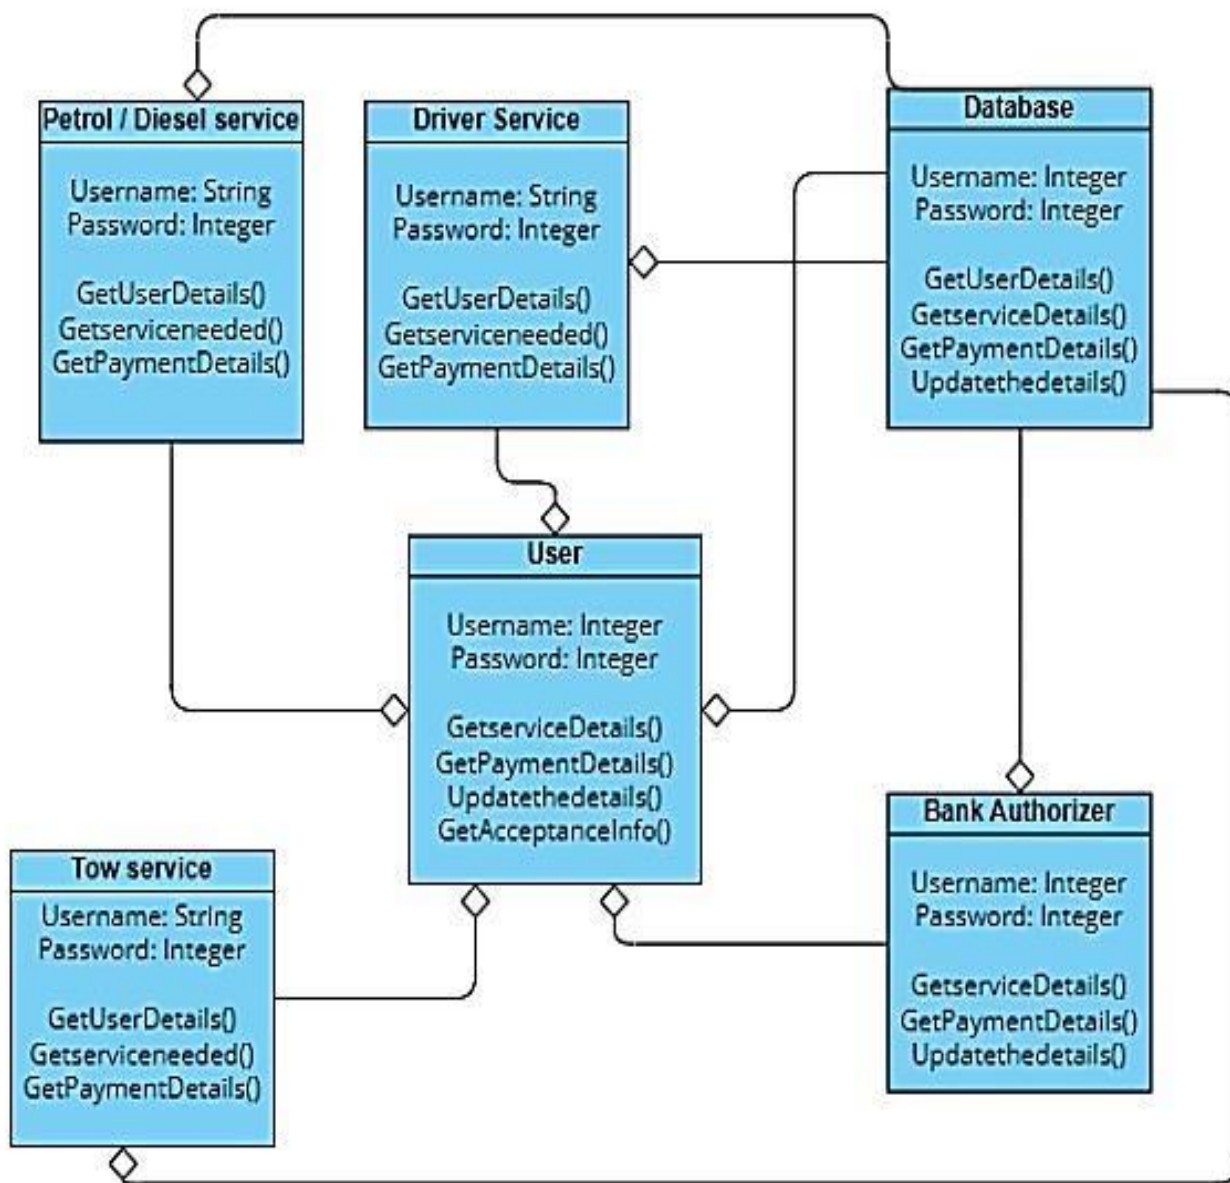 Petrol / Diesel service
Username: String
Password: Integer
GetUserDetails()
Getserviceneeded()
GetPaymentDetails()
Driver Service
Username: String
Password: Integer
GetUserDetails()
Getserviceneeded()
GetPaymentDetails()
Database
Username: Integer
Password: Integer
GetUserDetails()
GetserviceDetails()
GetPaymentDetails()
Updatethedetails()
User
Username: Integer
Password: Integer
GetserviceDetails()
GetPaymentDetails()
Updatethedetails()
GetAcceptanceInfo()
Tow service
Username: String
Password: Integer
GetUserDetails()
Getserviceneeded()
GetPaymentDetails()
Bank Authorizer
Username: Integer
Password: Integer
GetserviceDetails()
GetPaymentDetails()
Updatethedetails()